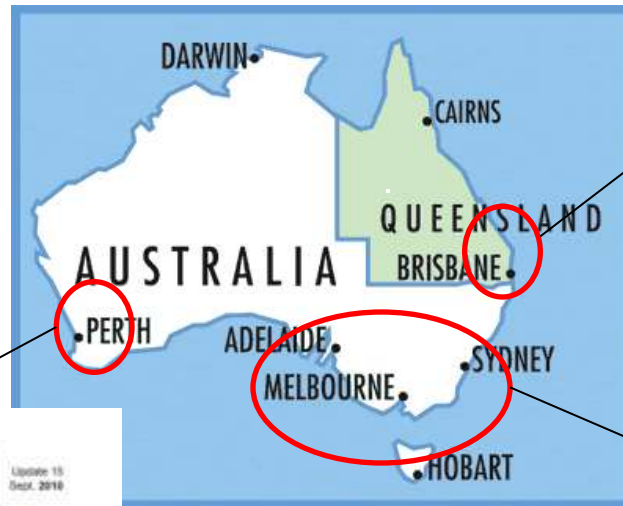 DARWIN
CAIRNS
QUEENSLAND
AUSTRALIA
BRISBANE
PERTH
ADELAIDE
SYDNEY
MELBOURNE
HOBART
Update 15
Sept. 2010